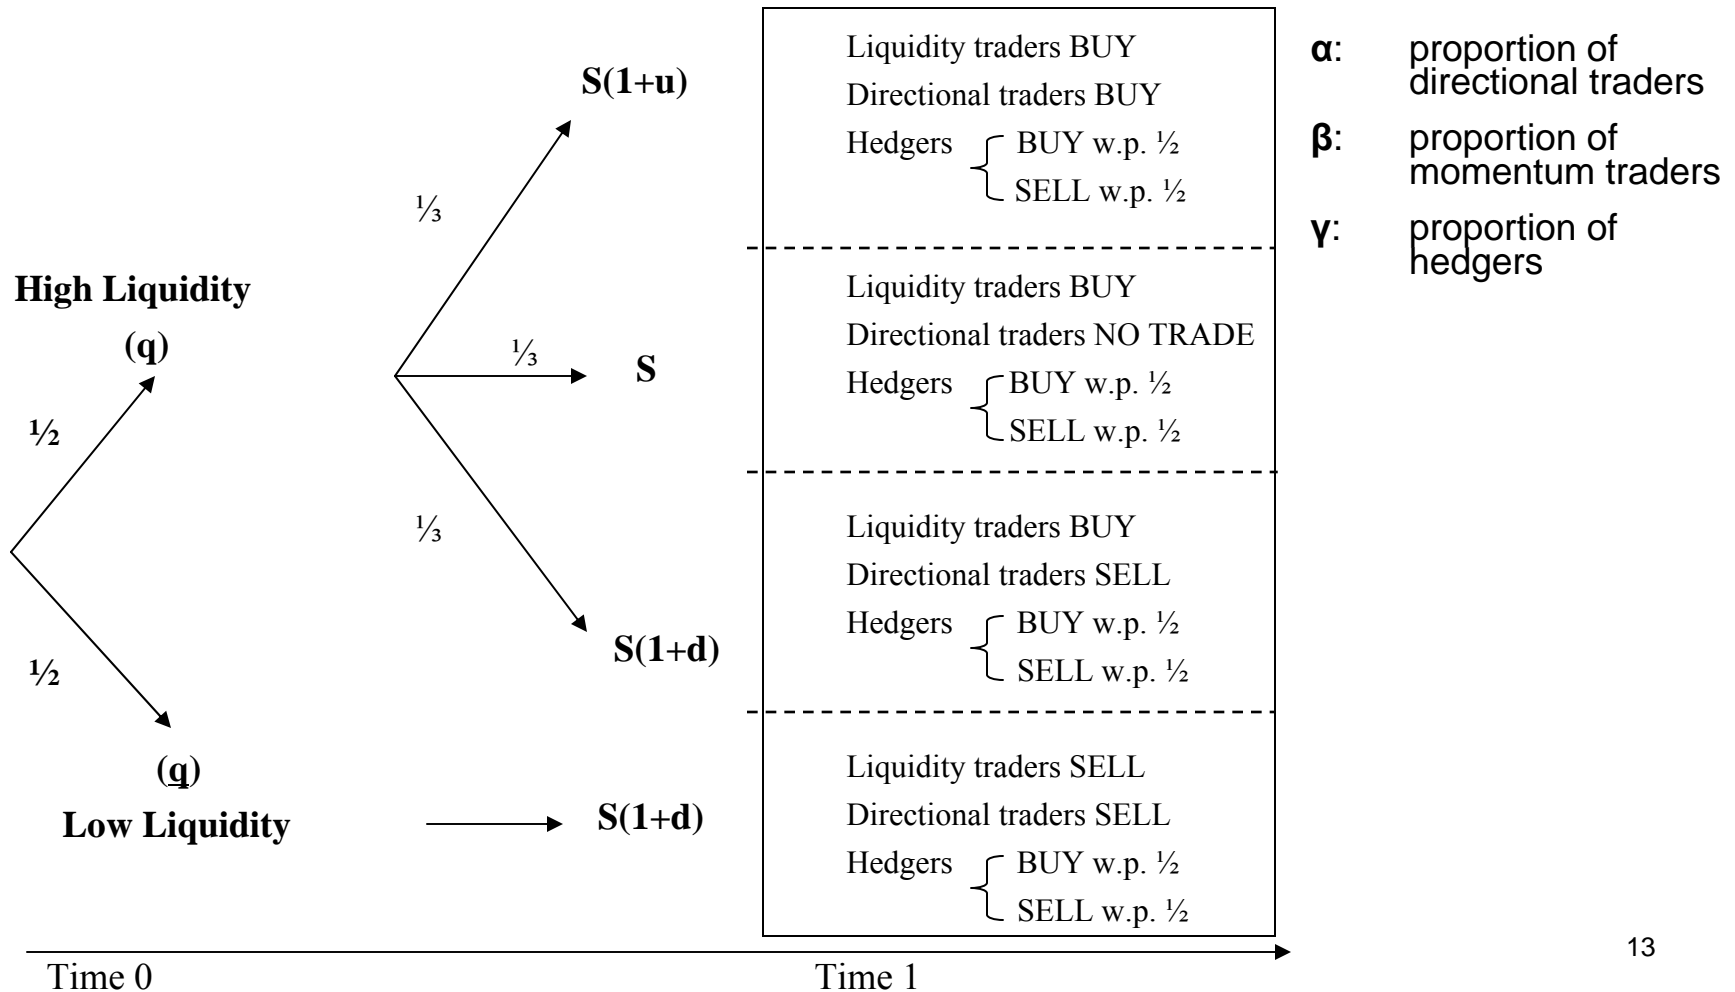 S(1+u)
S
S(1+d)
S(1+d)
High Liquidity
(q)
(q)
Low Liquidity
½
½
⅓
⅓
⅓
Liquidity traders BUY
Directional traders BUY
Hedgers BUY w.p. ½
SELL w.p. ½
Liquidity traders BUY
Directional traders NO TRADE
Hedgers BUY w.p. ½
SELL w.p. ½
Liquidity traders BUY
Directional traders SELL
Hedgers BUY w.p. ½
SELL w.p. ½
Liquidity traders SELL
Directional traders SELL
Hedgers BUY w.p. ½
SELL w.p. ½
α: proportion of
directional traders
β: proportion of
momentum traders
γ: proportion of
hedgers
Time 0
Time 1
13